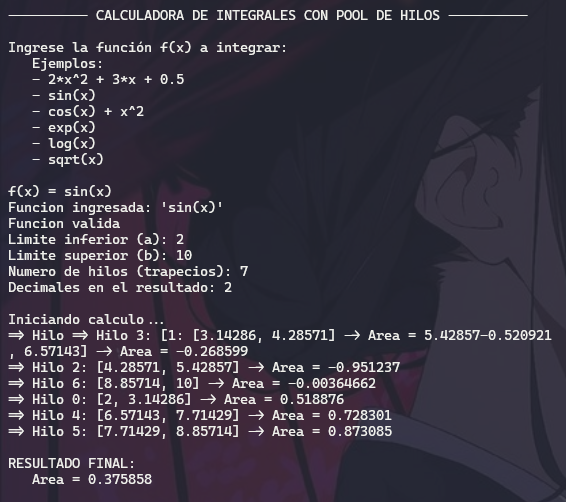 ────────── CALCULADORA DE INTEGRALES CON POOL DE HILOS ──────────
Ingrese la función f(x) a integrar:
Ejemplos:
- 2*x^2 + 3*x + 0.5
- sin(x)
- cos(x) + x^2
- exp(x)
- log(x)
- sqrt(x)
f(x) = sin(x)
Funcion ingresada: 'sin(x)'
Funcion valida
Limite inferior (a): 2
Limite superior (b): 10
Numero de hilos (trapecios): 7
Decimales en el resultado: 2
Iniciando calculo...
=> Hilo => Hilo 3: [1: [3.14286, 4.28571] -> Area = 5.42857-0.520921
, 6.57143] -> Area = -0.268599
=> Hilo 2: [4.28571, 5.42857] -> Area = -0.951237
=> Hilo 6: [8.85714, 10] -> Area = -0.00364662
=> Hilo 0: [2, 3.14286] -> Area = 0.518876
=> Hilo 4: [6.57143, 7.71429] -> Area = 0.728301
=> Hilo 5: [7.71429, 8.85714] -> Area = 0.873085
RESULTADO FINAL:
Area = 0.375858